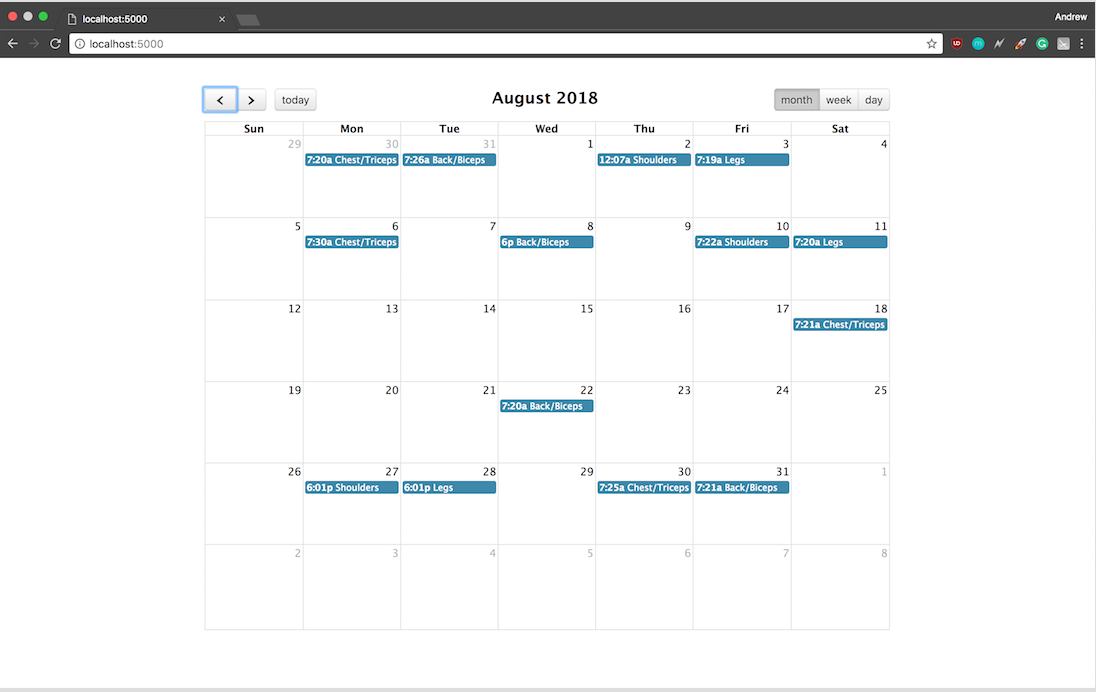 localhost:5000
Andrew
localhost:5000
today
August 2018
month week day
Sun Mon Tue Wed Thu Fri Sat
29 30 31 1 2 3 4
7:20a Chest/Triceps 7:26a Back/Biceps 12:07a Shoulders 7:19a Legs
5 6 7 8 9 10 11
7:30a Chest/Triceps 6p Back/Biceps 7:22a Shoulders 7:20a Legs
12 13 14 15 16 17 18
7:21a Chest/Triceps
19 20 21 22 23 24 25
7:20a Back/Biceps
26 27 28 29 30 31 1
6:01p Shoulders 6:01p Legs 7:25a Chest/Triceps 7:21a Back/Biceps
2 3 4 5 6 7 8